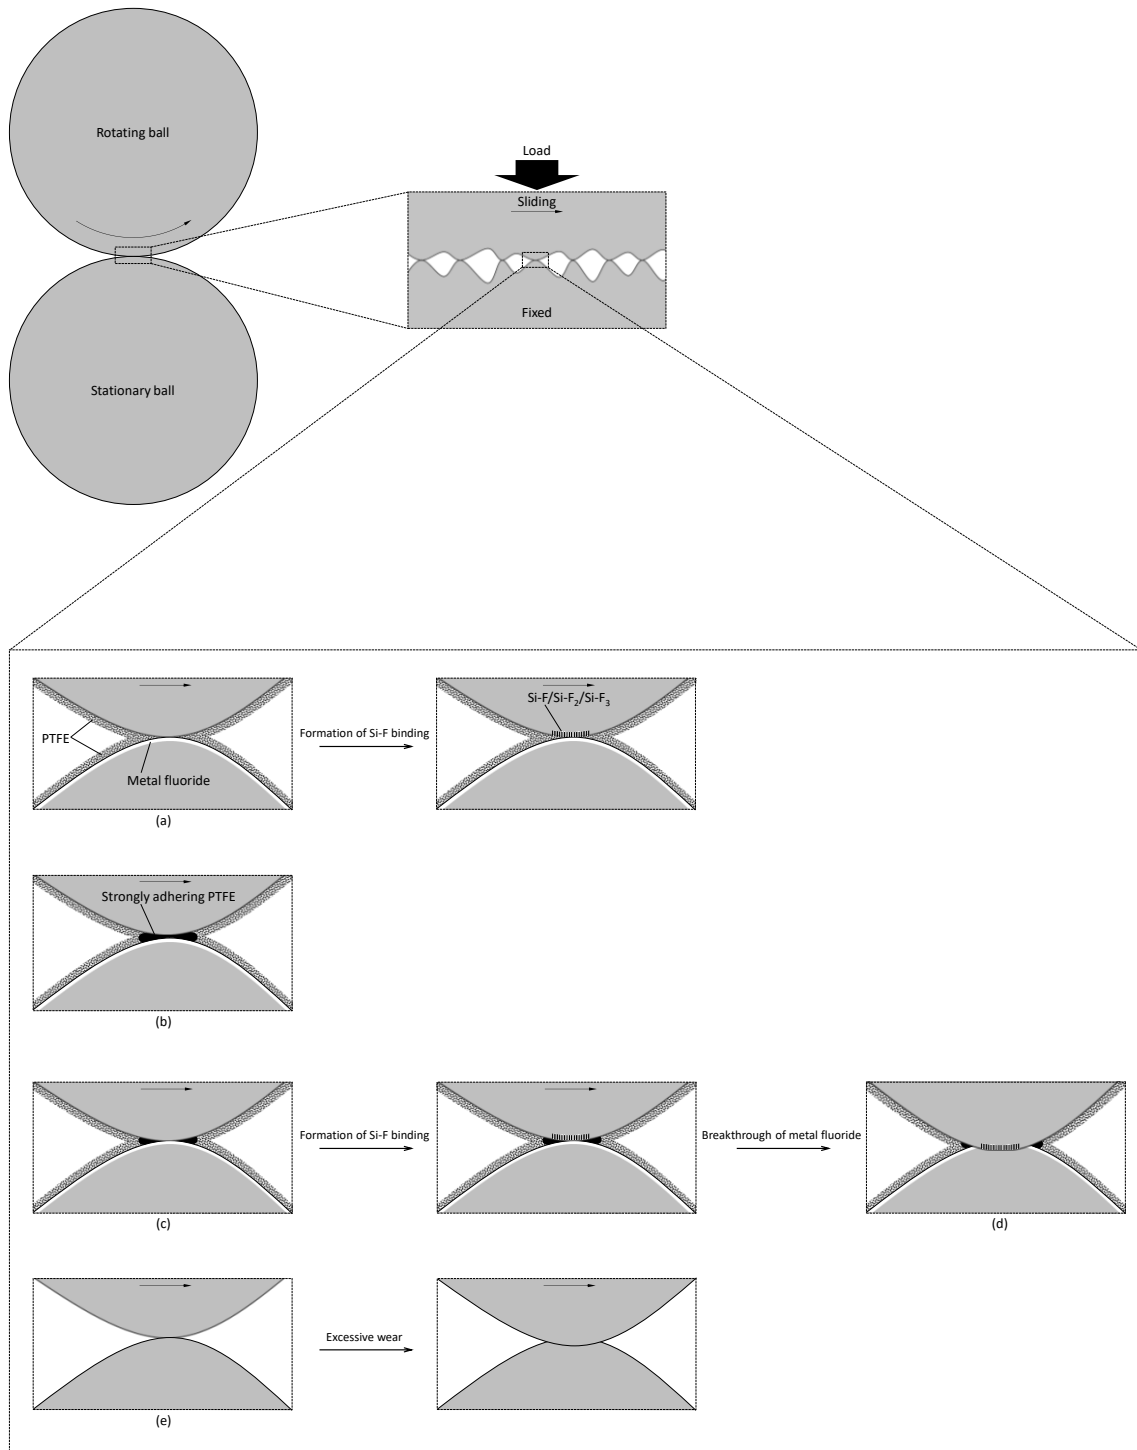 Rotating ball
Load
Sliding
Fixed
Stationary ball
PTFE
Metal fluoride
(a)
Formation of Si-F binding
Si-F/Si-F₂/Si-F₃
Strongly adhering PTFE
(b)
Formation of Si-F binding
Breakthrough of metal fluoride
(c)
(d)
Excessive wear
(e)